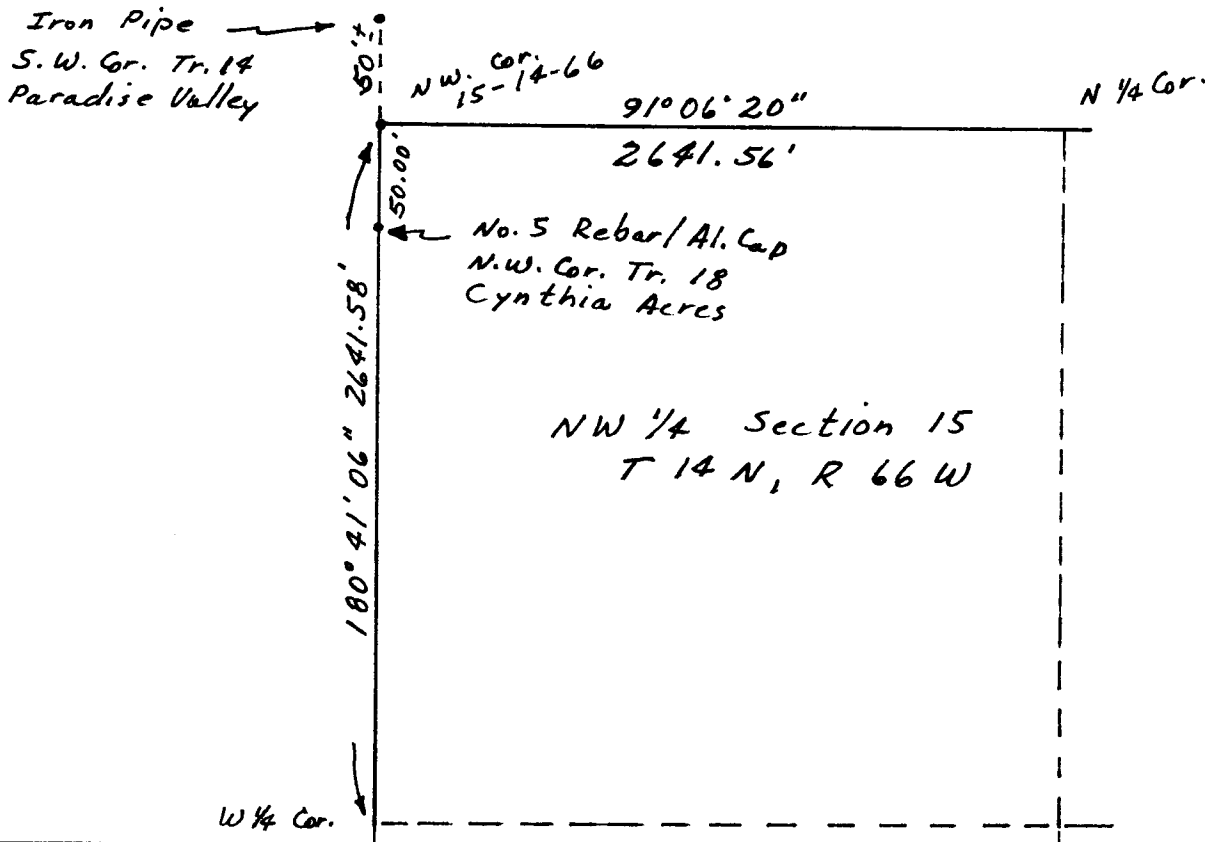 Iron Pipe
S.W. Cor. Tr. 14
Paradise Valley
50'±
NW. Cor.
15-14-66
91° 06' 20"
N 1/4 Cor.
2641.56'
50.00'
No. 5 Rebar/Al. Cap
N.W. Cor. Tr. 18
Cynthia Acres
180° 41' 06" 2641.58'
NW 1/4 Section 15
T 14 N, R 66 W
W 1/4 Cor.